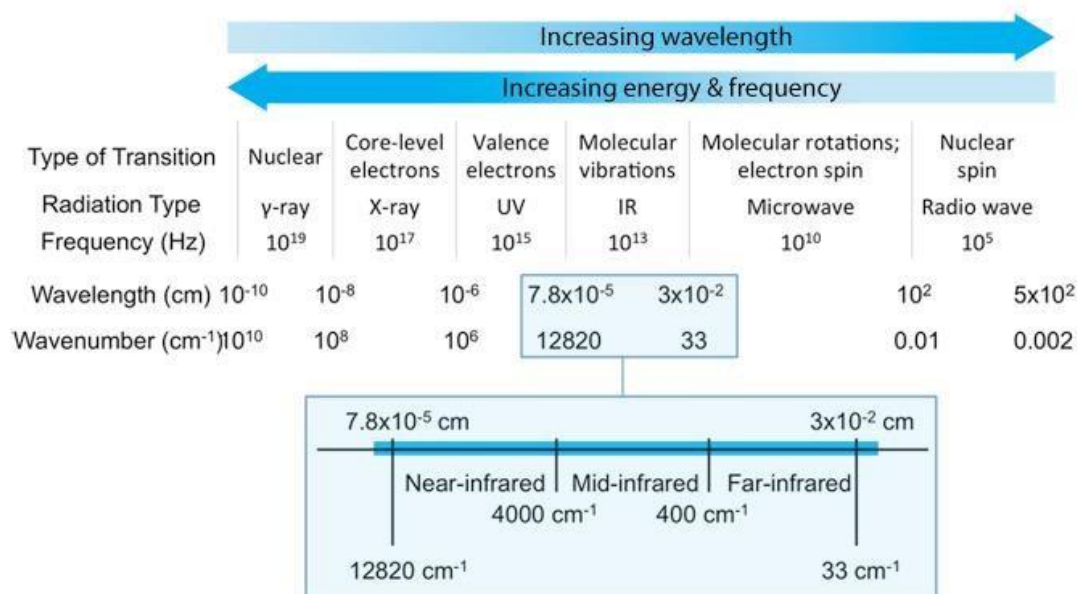 Increasing wavelength
Increasing energy & frequency
Type of Transition Nuclear Core-level electrons Valence electrons Molecular vibrations Molecular rotations; electron spin Nuclear spin
Radiation Type γ-ray X-ray UV IR Microwave Radio wave
Frequency (Hz) 10¹⁹ 10¹⁷ 10¹⁵ 10¹³ 10¹⁰ 10⁵
Wavelength (cm) 10⁻¹⁰ 10⁻⁸ 10⁻⁶ 7.8x10⁻⁵ 3x10⁻² 10² 5x10²
Wavenumber (cm⁻¹) 10¹⁰ 10⁸ 10⁶ 12820 33 0.01 0.002
7.8x10⁻⁵ cm 3x10⁻² cm
Near-infrared Mid-infrared Far-infrared
4000 cm⁻¹ 400 cm⁻¹
12820 cm⁻¹ 33 cm⁻¹